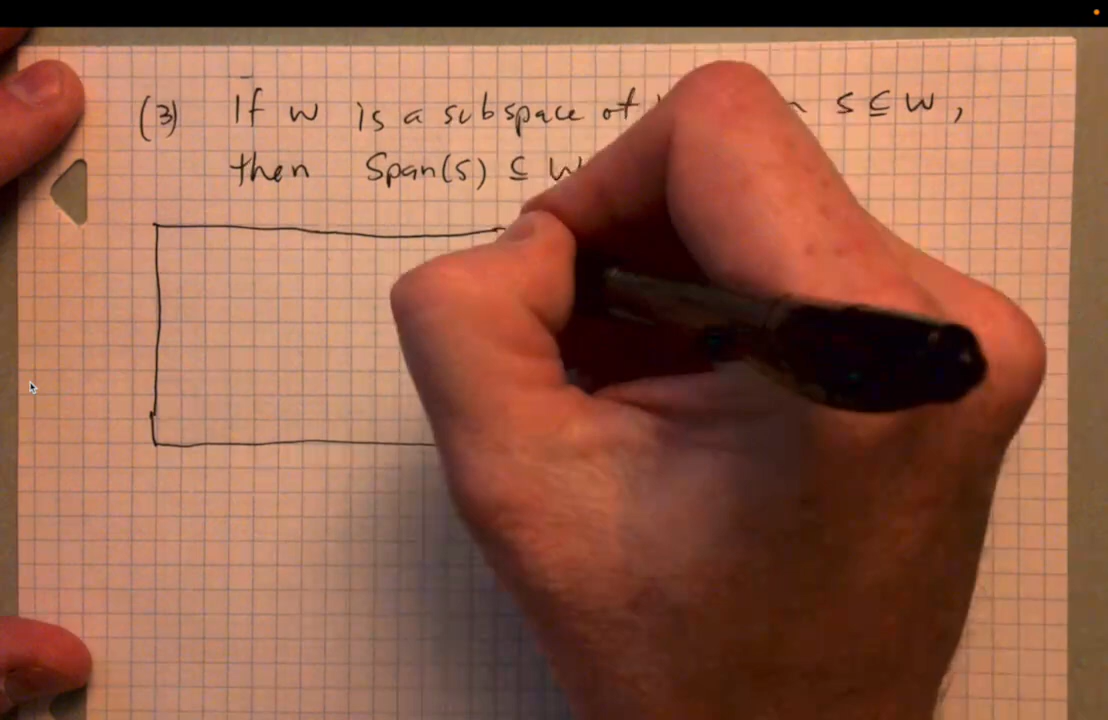 (3) If W is a subspace of S ⊆ W,
then Span(S) ⊆ W